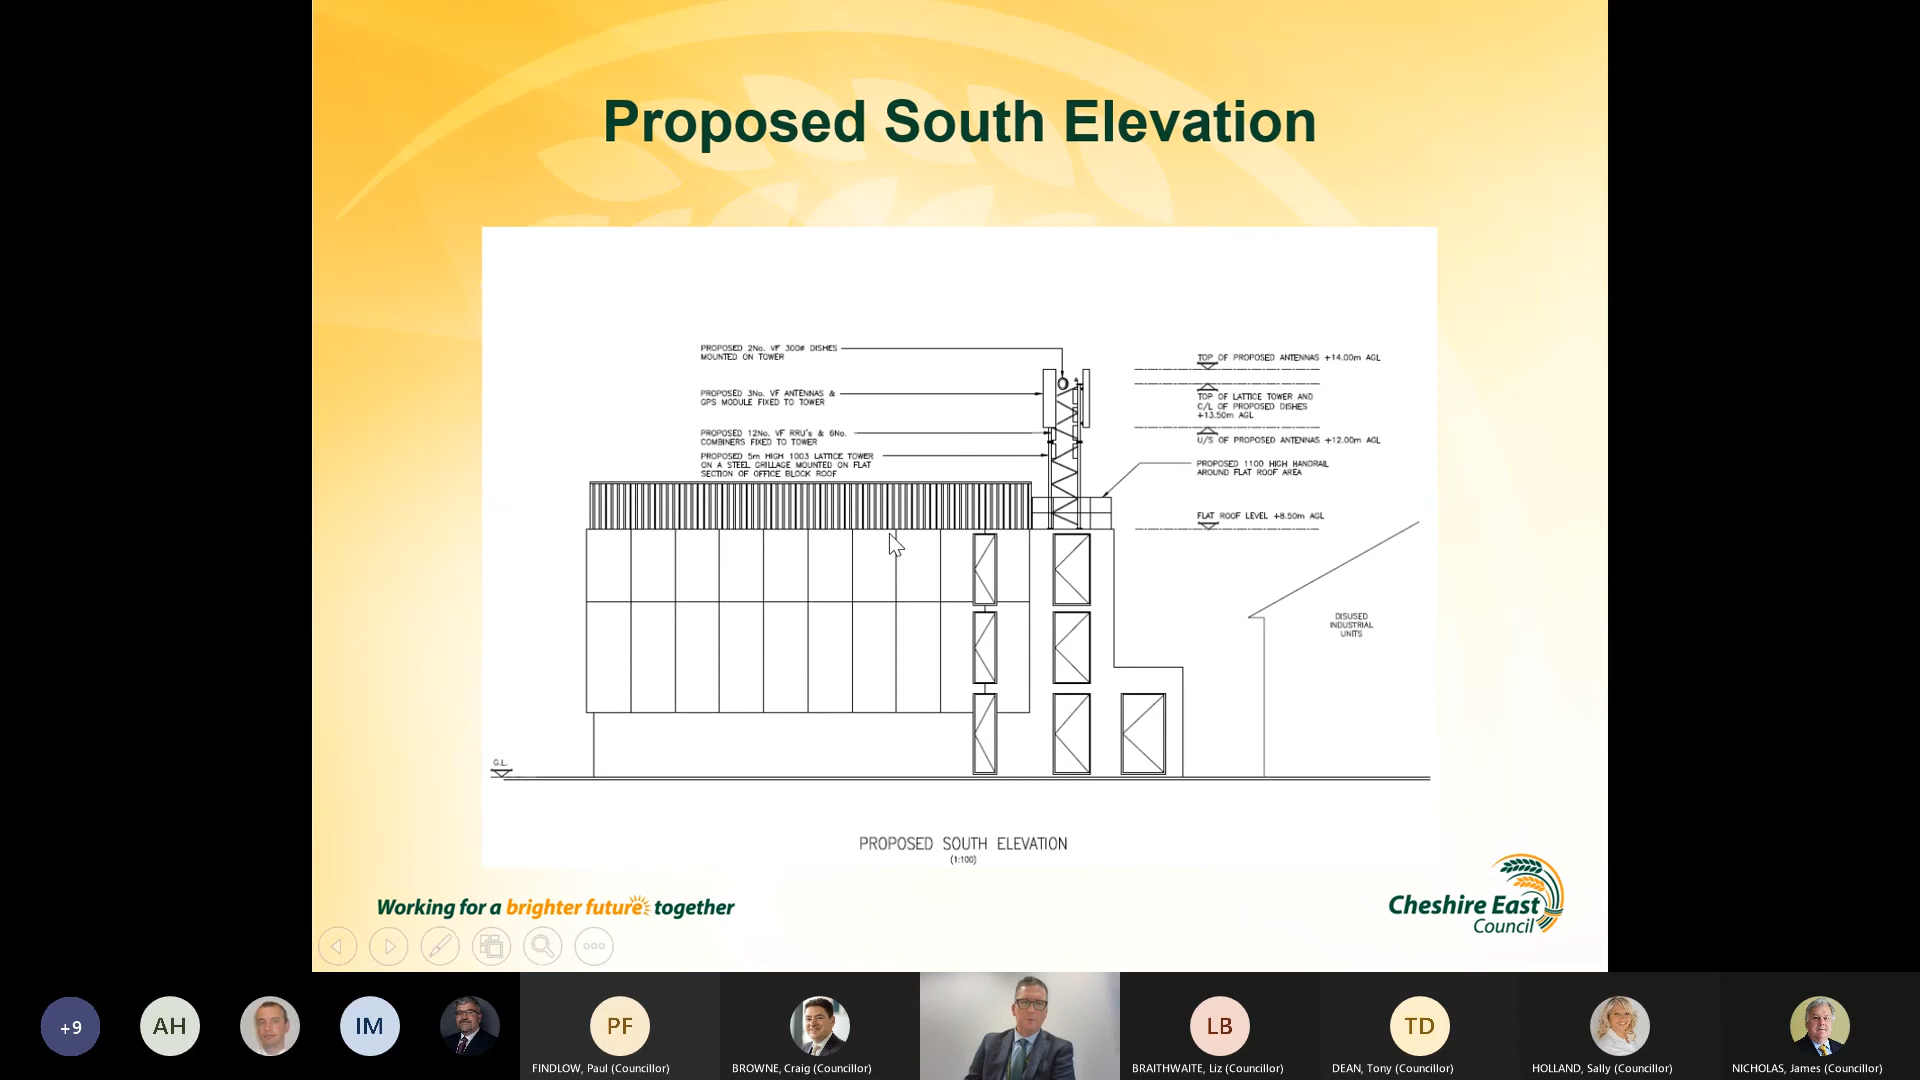 Proposed South Elevation
PROPOSED 2No. VF 300ø DISHES
MOUNTED ON TOWER
PROPOSED 3No. VF ANTENNAS &
GPS MODULE FIXED TO TOWER
PROPOSED 12No. VF RRU's & 6No.
COMBINERS FIXED TO TOWER
PROPOSED 5m HIGH 1003 LATTICE TOWER
ON A STEEL GRILLAGE MOUNTED ON FLAT
SECTION OF OFFICE BLOCK ROOF
TOP OF PROPOSED ANTENNAS +14.00m AGL
TOP OF LATTICE TOWER AND
C/L OF PROPOSED DISHES
+13.50m AGL
U/S OF PROPOSED ANTENNAS +12.00m AGL
PROPOSED 1100 HIGH HANDRAIL
AROUND FLAT ROOF AREA
FLAT ROOF LEVEL +8.50m AGL
DISUSED
INDUSTRIAL
UNITS
G.L.
PROPOSED SOUTH ELEVATION
(1:100)
Working for a brighter future together
Cheshire East
Council
+9
AH
IM
PF
LB
TD
FINDLOW, Paul (Councillor)
BROWNE, Craig (Councillor)
BRAITHWAITE, Liz (Councillor)
DEAN, Tony (Councillor)
HOLLAND, Sally (Councillor)
NICHOLAS, James (Councillor)